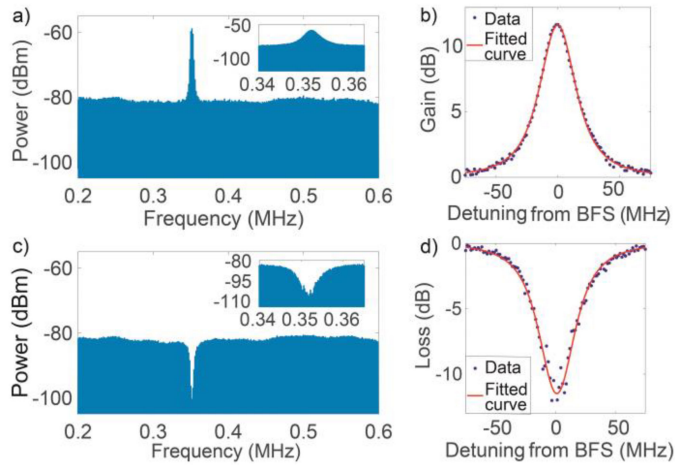 a)
-60
-80
-100
Power (dBm)
0.2 0.3 0.4 0.5 0.6
Frequency (MHz)
-50
-100
0.34 0.35 0.36
b)
10
5
0
Gain (dB)
Data
Fitted
curve
-50 0 50
Detuning from BFS (MHz)
c)
-60
-80
-100
Power (dBm)
0.2 0.3 0.4 0.5 0.6
Frequency (MHz)
-80
-95
-110
0.34 0.35 0.36
d)
0
-5
-10
Loss (dB)
Data
Fitted
curve
-50 0 50
Detuning from BFS (MHz)